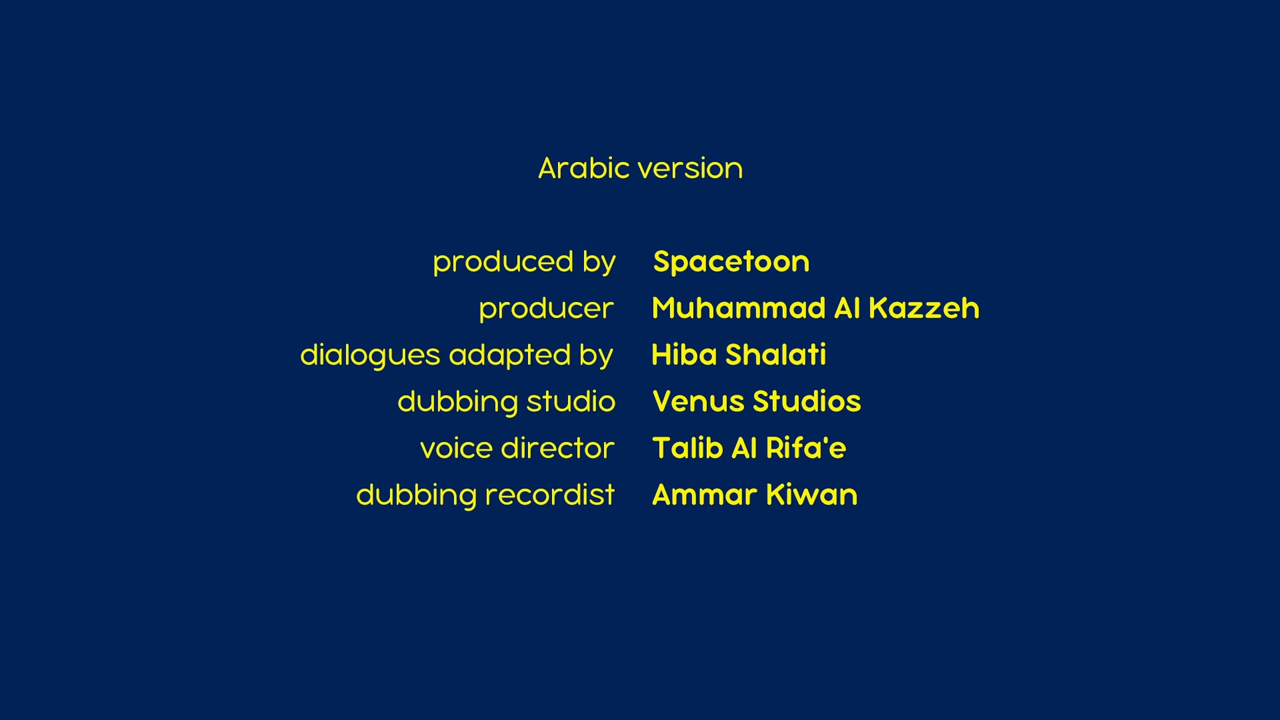 Arabic version
produced by Spacetoon
producer Muhammad Al Kazzeh
dialogues adapted by Hiba Shalati
dubbing studio Venus Studios
voice director Talib Al Rifa'e
dubbing recordist Ammar Kiwan